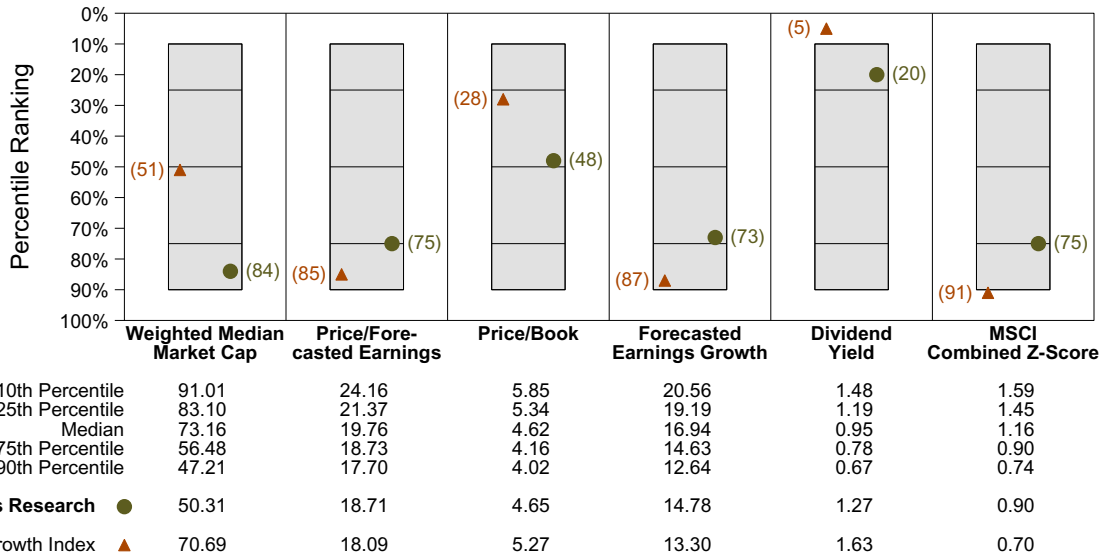 0%
10%
20%
30%
40%
50%
60%
70%
80%
90%
100%
Percentile Ranking
(51)
(84)
(85)
(75)
(28)
(48)
(87)
(73)
(5)
(20)
(91)
(75)
Weighted Median
Market Cap
Price/Fore-
casted Earnings
Price/Book
Forecasted
Earnings Growth
Dividend
Yield
MSCI
Combined Z-Score
10th Percentile 91.01 24.16 5.85 20.56 1.48 1.59
25th Percentile 83.10 21.37 5.34 19.19 1.19 1.45
Median 73.16 19.76 4.62 16.94 0.95 1.16
75th Percentile 56.48 18.73 4.16 14.63 0.78 0.90
90th Percentile 47.21 17.70 4.02 12.64 0.67 0.74
Research 50.31 18.71 4.65 14.78 1.27 0.90
Index 70.69 18.09 5.27 13.30 1.63 0.70